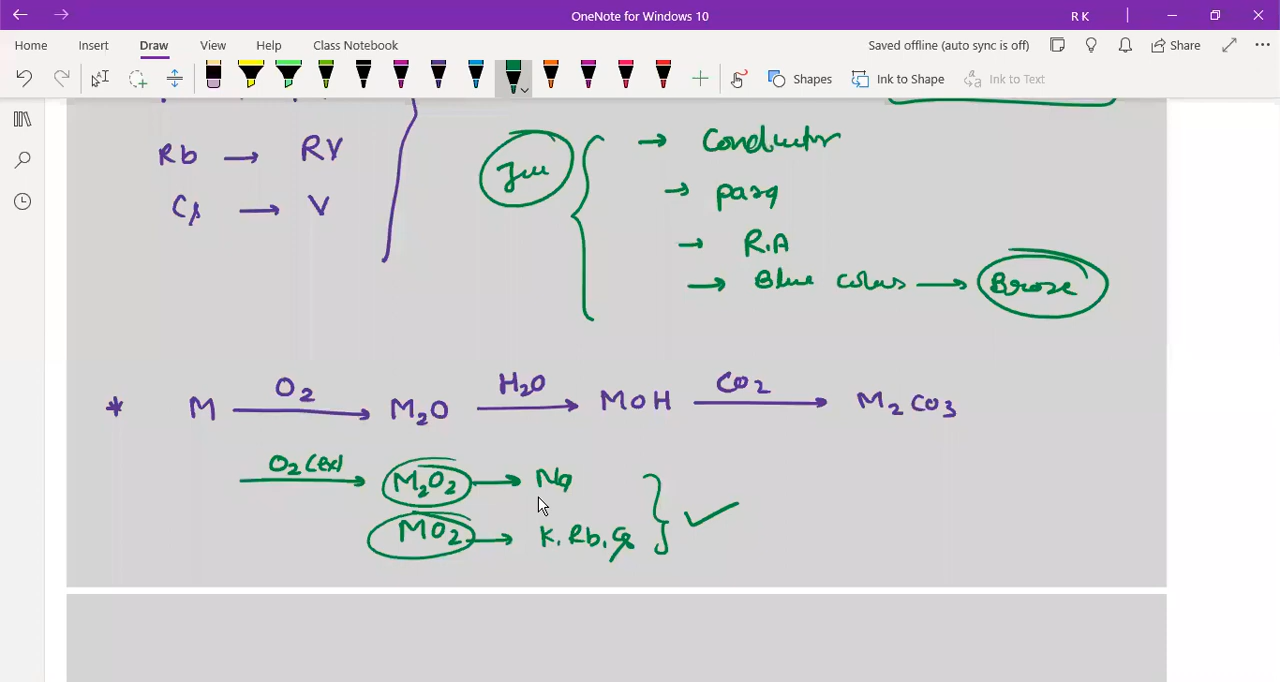 OneNote for Windows 10
R K
Home Insert Draw View Help Class Notebook
Saved offline (auto sync is off)
Share
Shapes
Ink to Shape
Ink to Text
Rb → RV
Cs → V
→ Conductor
→ para
→ R.A
→ Blue colour →
* M O2 → M2O H2O → MOH CO2 → M2CO3
O2 (ex) → M2O2 → Na
MO2 → K, Rb, Cs